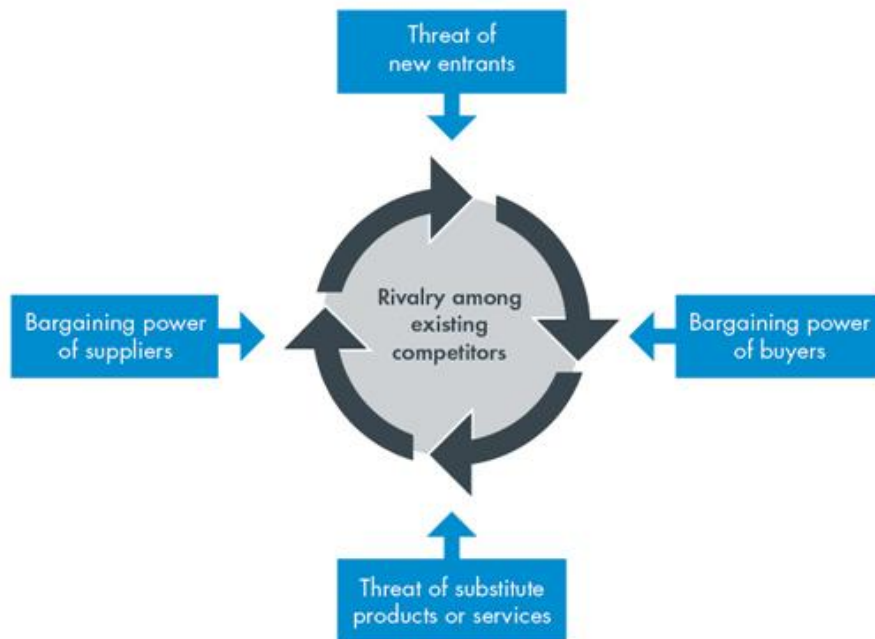 Threat of
new entrants
Bargaining power
of suppliers
Rivalry among
existing
competitors
Bargaining power
of buyers
Threat of substitute
products or services